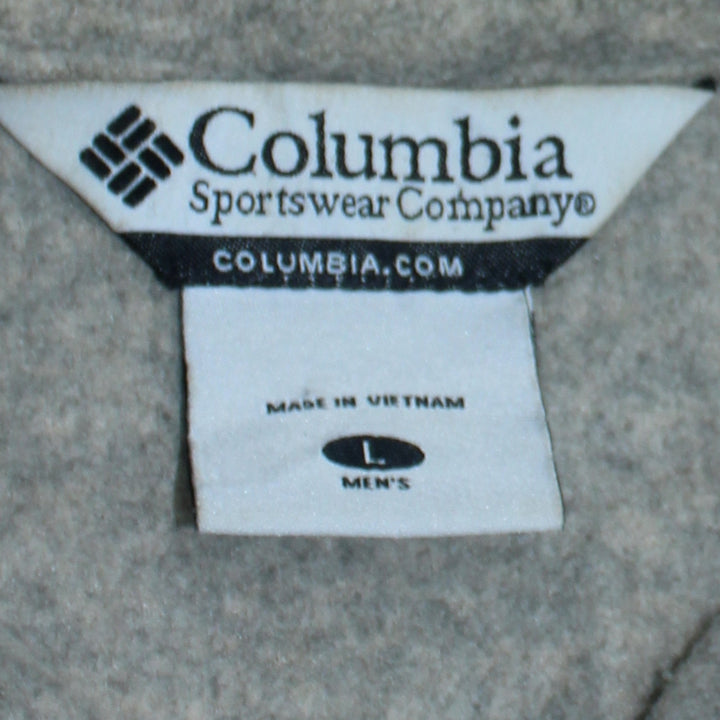 Columbia
Sportswear Company®
COLUMBIA.COM
MADE IN VIETNAM
L
MEN'S